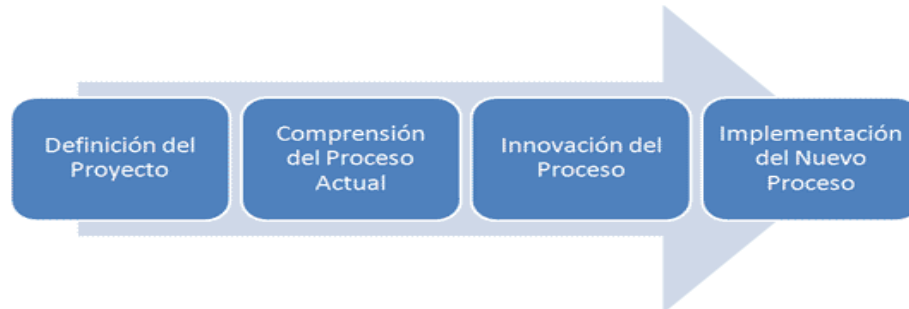 Definición del
Proyecto
Comprensión
del Proceso
Actual
Innovación del
Proceso
Implementación
del Nuevo
Proceso